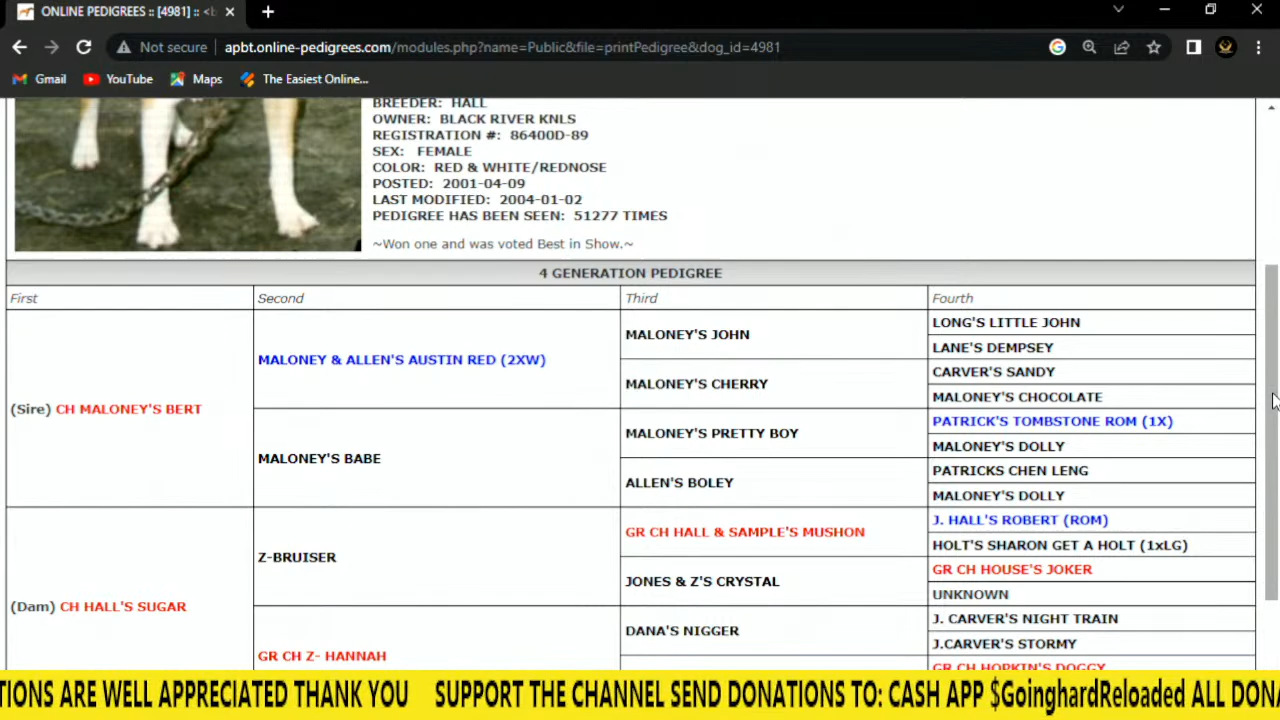 ONLINE PEDIGREES :: [4981] :: <b
Not secure apbt.online-pedigrees.com/modules.php?name=Public&file=printPedigree&dog_id=4981
Gmail YouTube Maps The Easiest Online...
BREEDER: HALL
OWNER: BLACK RIVER KNLS
REGISTRATION #: 86400D-89
SEX: FEMALE
COLOR: RED & WHITE/REDNOSE
POSTED: 2001-04-09
LAST MODIFIED: 2004-01-02
PEDIGREE HAS BEEN SEEN: 51277 TIMES
~Won one and was voted Best in Show.~
4 GENERATION PEDIGREE
First Second Third Fourth
(Sire) CH MALONEY'S BERT
MALONEY & ALLEN'S AUSTIN RED (2XW)
MALONEY'S JOHN
LONG'S LITTLE JOHN
LANE'S DEMPSEY
MALONEY'S CHERRY
CARVER'S SANDY
MALONEY'S CHOCOLATE
MALONEY'S BABE
MALONEY'S PRETTY BOY
PATRICK'S TOMBSTONE ROM (1X)
MALONEY'S DOLLY
ALLEN'S BOLEY
PATRICKS CHEN LENG
MALONEY'S DOLLY
(Dam) CH HALL'S SUGAR
Z-BRUISER
GR CH HALL & SAMPLE'S MUSHON
J. HALL'S ROBERT (ROM)
HOLT'S SHARON GET A HOLT (1xLG)
JONES & Z'S CRYSTAL
GR CH HOUSE'S JOKER
UNKNOWN
GR CH Z- HANNAH
DANA'S NIGGER
J. CARVER'S NIGHT TRAIN
J.CARVER'S STORMY
GR CH HOPKIN'S DOGGY
TIONS ARE WELL APPRECIATED THANK YOU SUPPORT THE CHANNEL SEND DONATIONS TO: CASH APP $GoinghardReloaded ALL DONA